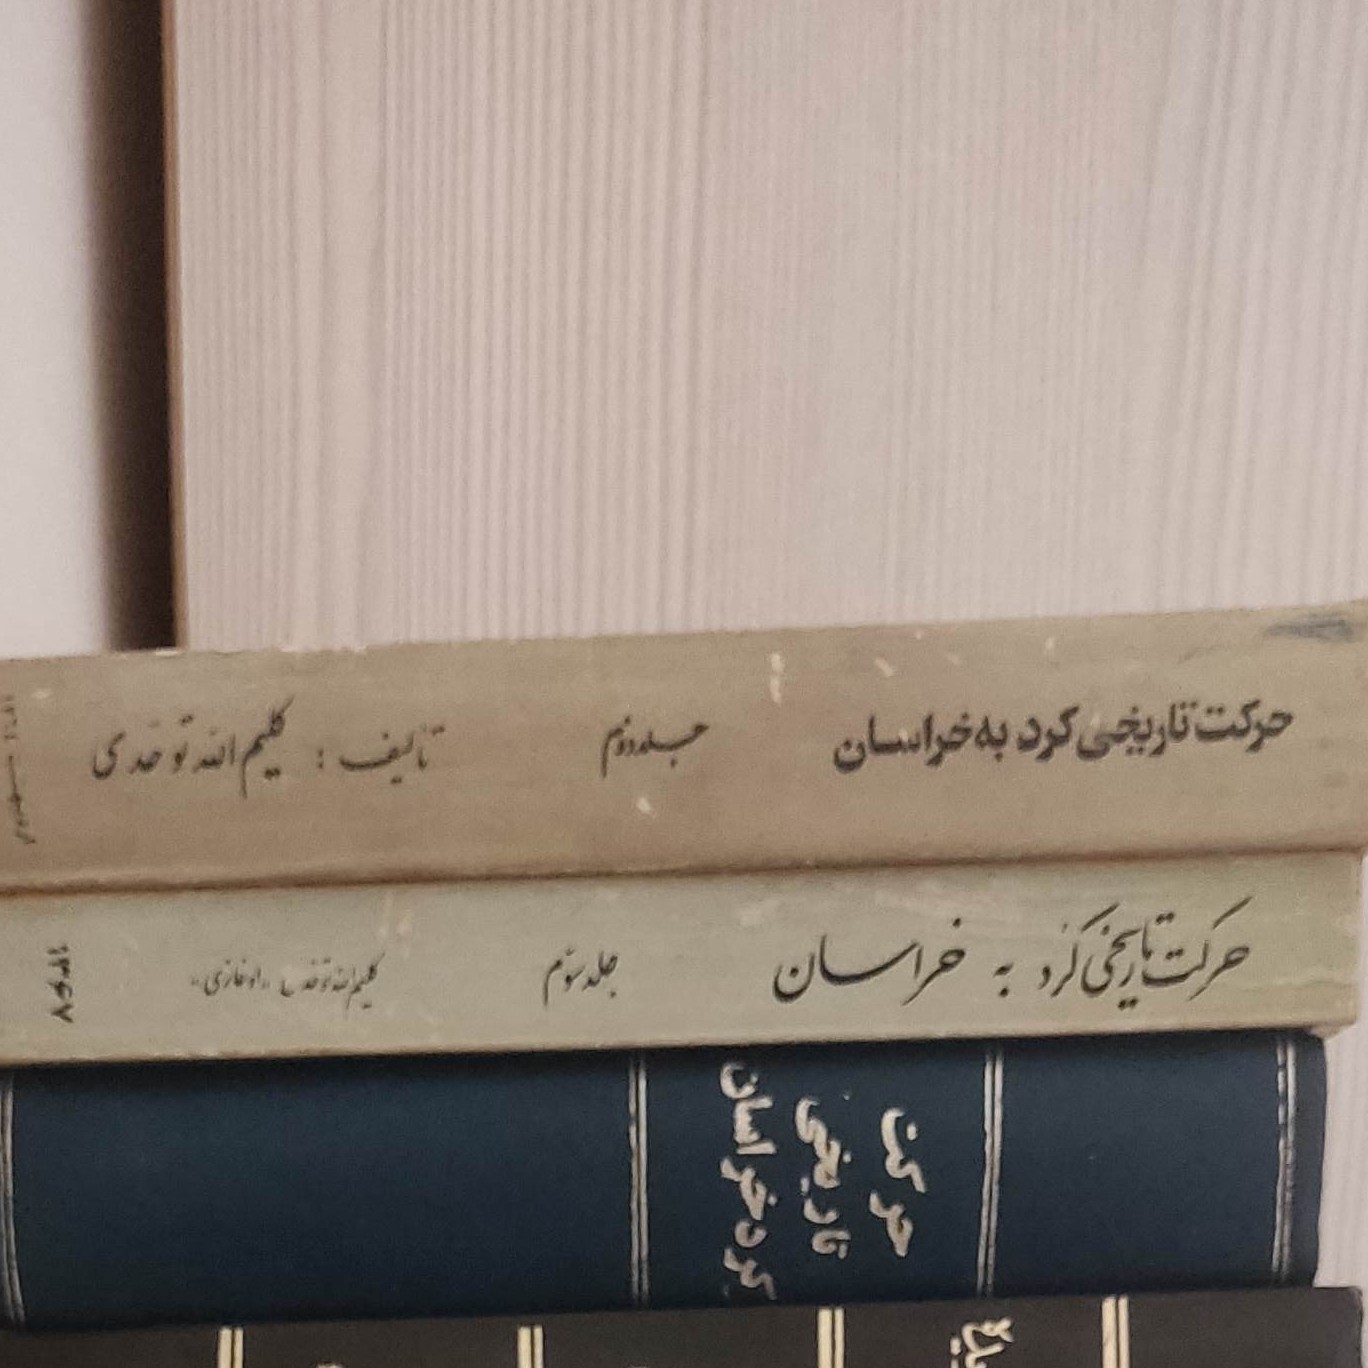 حرکت تاریخی کرد به خراسان
جلد دوم
تألیف : کلیم الله توحدی
حرکت تاریخی کرد به خراسان
جلد سوم
کلیم الله توحدی «اوغازی»
۱۳۶۷
حرکت
تاریخی
کرد خراسان